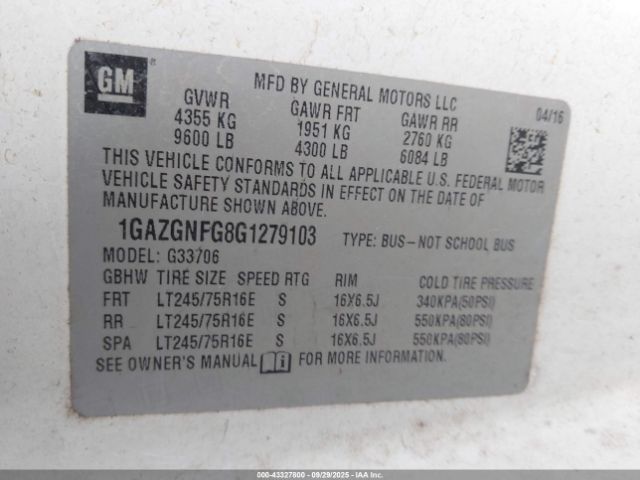 GM
MFD BY GENERAL MOTORS LLC
GVWR GAWR FRT GAWR RR 04/16
4355 KG 1951 KG 2760 KG
9600 LB 4300 LB 6084 LB
THIS VEHICLE CONFORMS TO ALL APPLICABLE U.S. FEDERAL MOTOR
VEHICLE SAFETY STANDARDS IN EFFECT ON THE DATE OF
MANUFACTURE SHOWN ABOVE.
1GAZGNFG8G1279103 TYPE: BUS–NOT SCHOOL BUS
MODEL: G33706
GBHW TIRE SIZE SPEED RTG RIM COLD TIRE PRESSURE
FRT LT245/75R16E S 16X6.5J 340KPA(50PSI)
RR LT245/75R16E S 16X6.5J 550KPA(80PSI)
SPA LT245/75R16E S 16X6.5J 550KPA(80PSI)
SEE OWNER'S MANUAL i FOR MORE INFORMATION.
000-43327800 - 09/29/2025 - IAAI.COM